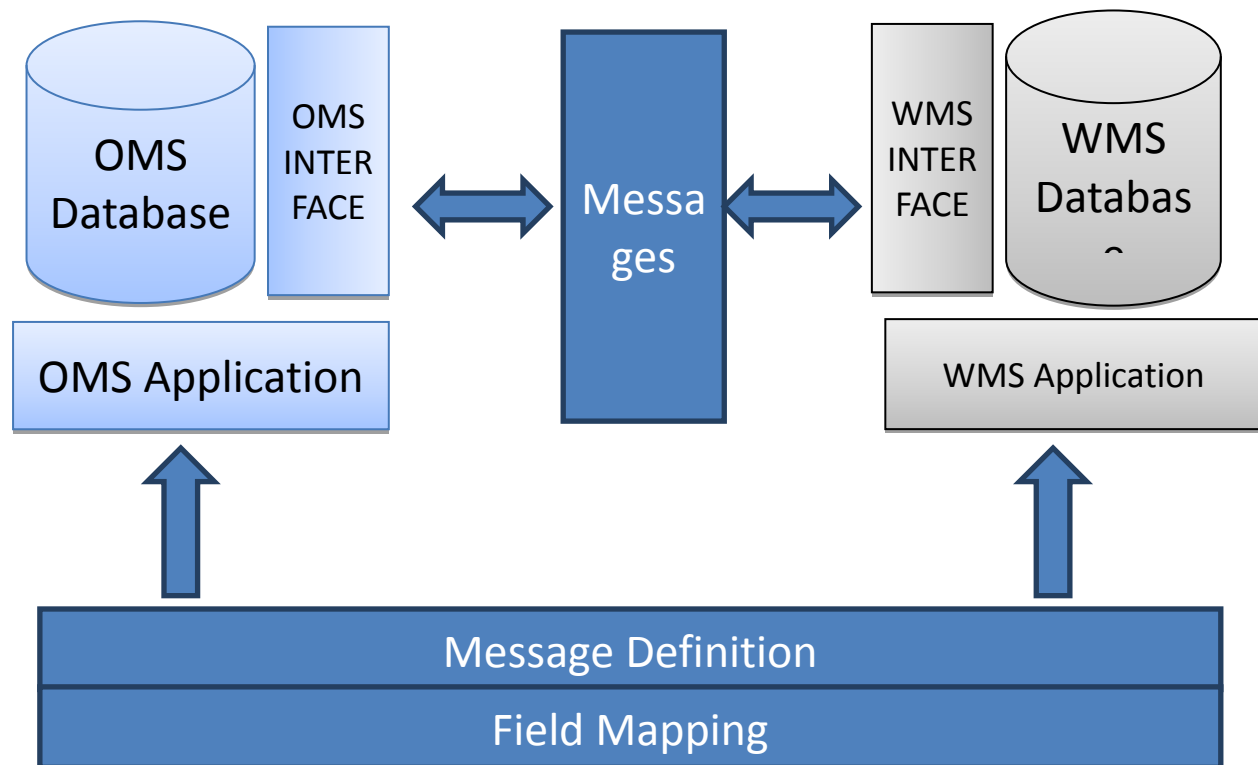 OMS
Database
OMS
INTER
FACE
Messa
ges
WMS
INTER
FACE
WMS
Databas
OMS Application
WMS Application
Message Definition
Field Mapping